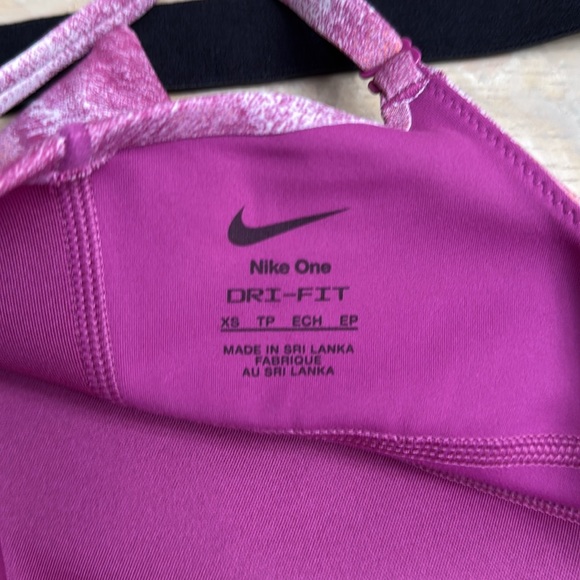 Nike One
DRI-FIT
XS TP ECH EP
MADE IN SRI LANKA
FABRIQUE
AU SRI LANKA